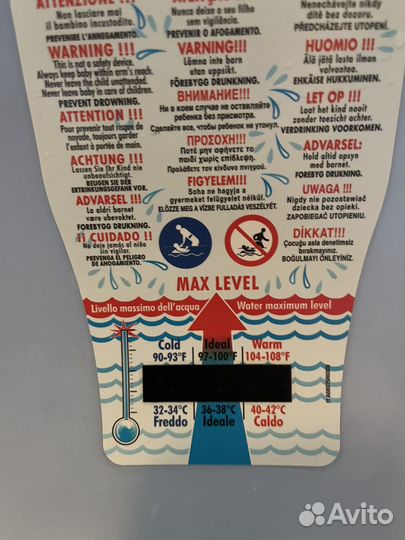 ATTENZIONE !!!
Non lasciare mai
il bambino incustodito.
PREVENIRE L'ANNEGAMENTO.
WARNING !!!
This is not a safety device.
Always keep baby within arm's reach.
Never leave the child unattended.
Never leave baby in care of children.
PREVENT DROWNING.
ATTENTION !!!
Pour prévenir tout risque de
noyade, toujours garder
l'enfant à portée de main.
ACHTUNG !!!
Lassen Sie Ihr Kind nie
unbeaufsichtigt.
BEUGEN SIE DER
ERTRINKUNGSGEFAHR VOR.
ADVARSEL !!!
La aldri barnet
være uten oppsyn.
FOREBYGG DRUKNING.
¡¡ CUIDADO !!
No deje jamás al niño
sin vigilar.
PREVENGA EL PELIGRO
DE AHOGAMIENTO.
Nunca deixe o seu filho
sem vigilância.
PREVENIR O AFOGAMENTO.
VARNING!!!
Lämna inte barn
utan uppsikt.
FÖREBYGG DRUNKNING.
ВНИМАНИЕ!!!
Ни в коем случае не оставляйте
ребенка без присмотра.
Сделайте все, чтобы ребенок не утонул.
ΠΡΟΣΟΧΗ!!!
Ποτέ μην αφήνετε το
παιδί χωρίς επίβλεψη.
Προλάβετε τον κίνδυνο πνιγμού.
FIGYELEM!!!
Soha ne hagyja a
gyermeket felügyelet nélkül.
ELŐZZE MEG A VÍZBE FULLADÁS VESZÉLYÉT.
Nenechávejte nikdy
dítě bez dozoru.
PŘEDCHÁZEJTE UTOPENÍ.
HUOMIO !!!
Älä jätä lasta ilman
valvontaa.
EHKÄISE HUKKUMINEN.
LET OP !!!
Laat het kind nooit
zonder toezicht achter.
VERDRINKING VOORKOMEN.
ADVARSEL:
Hold altid opsyn
med barnet.
FOREBYG DRUKNING.
UWAGA !!!
Nigdy nie pozostawiać
dziecka bez opieki.
ZAPOBIEGAĆ UTOPIENIU.
DİKKAT!!!
Çocuğu asla denetimsiz
bırakmayınız.
BOĞULMAYI ÖNLEYİNİZ.
MAX LEVEL
Livello massimo dell'acqua
Water maximum level
Cold Ideal Warm
90-93°F 97-100°F 104-108°F
32-34°C 36-38°C 40-42°C
Freddo Ideale Caldo
Avito